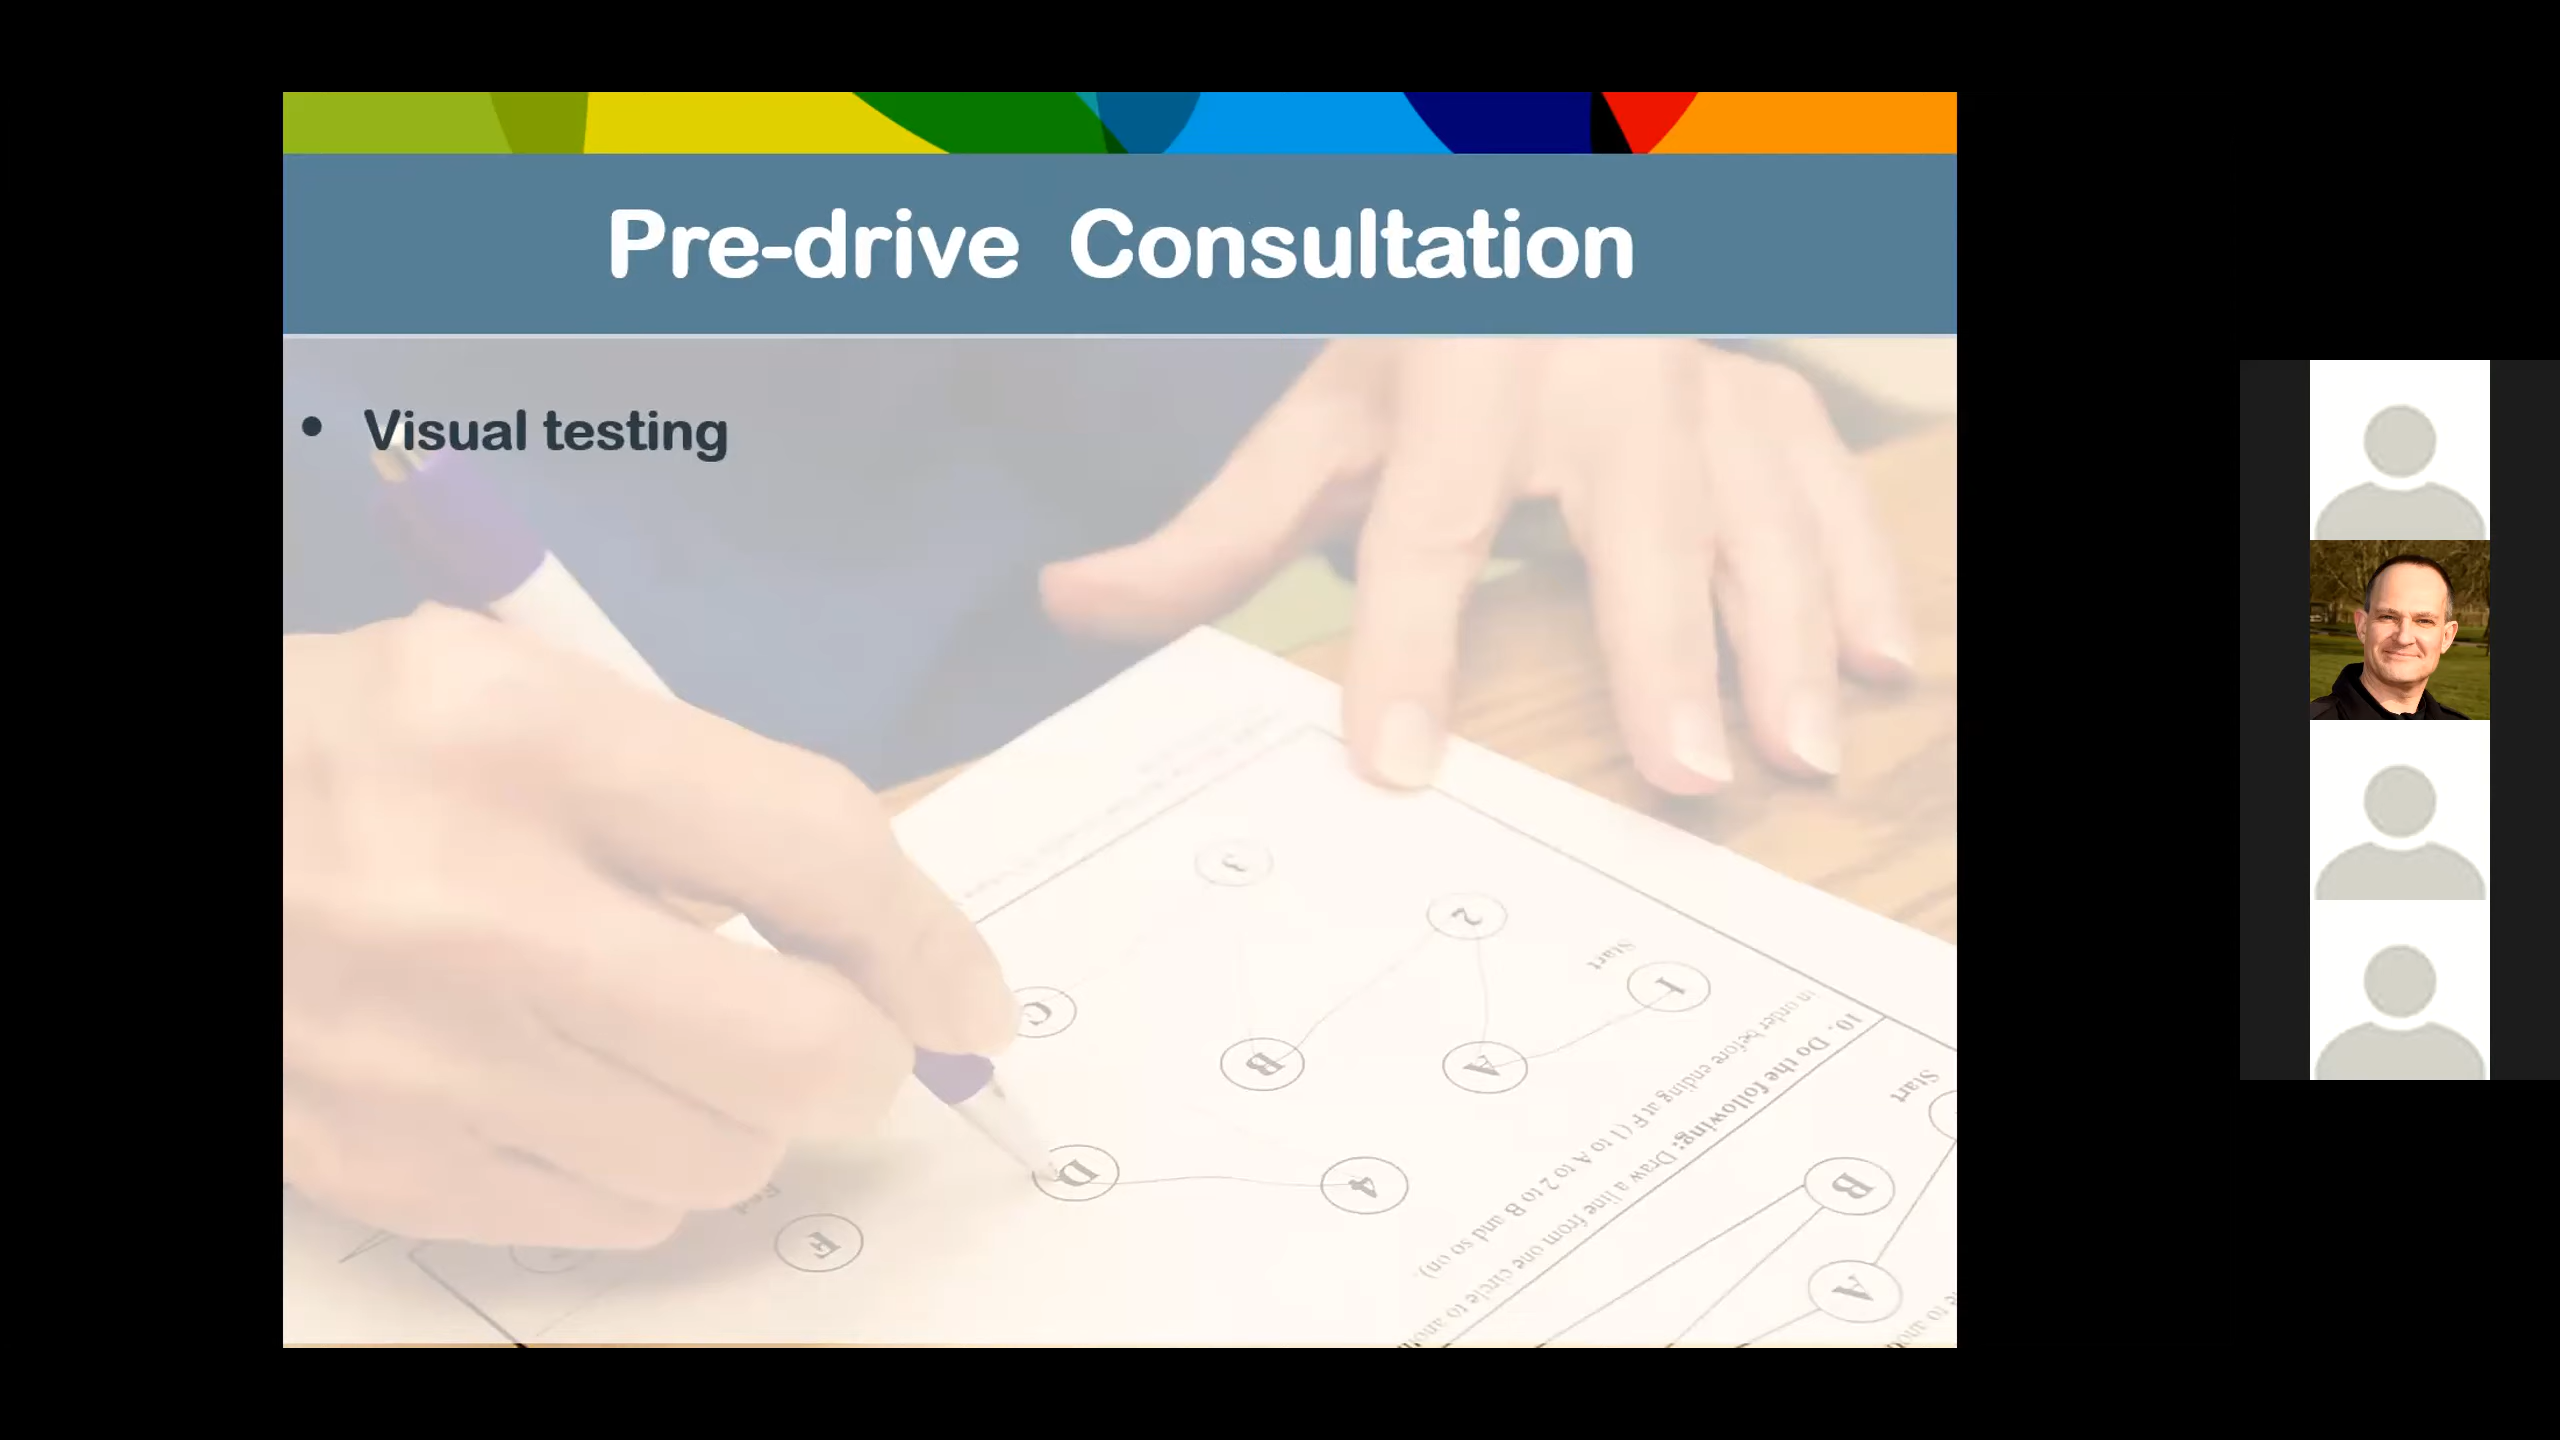 Pre-drive Consultation
• Visual testing
3
2
Start
1
C
B
A
10. Do the following: Draw a line from one circle to
in order before ending at F (1 to A to 2 to B and so on).
D
4
End
F
Start
B
A